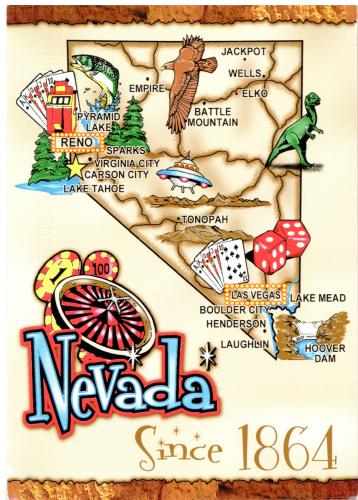 JACKPOT
WELLS
ELKO
EMPIRE
BATTLE
MOUNTAIN
PYRAMID
LAKE
RENO
SPARKS
VIRGINIA CITY
CARSON CITY
LAKE TAHOE
TONOPAH
LAS VEGAS
LAKE MEAD
BOULDER CITY
HENDERSON
LAUGHLIN
HOOVER
DAM
100
Nevada
Since 1864